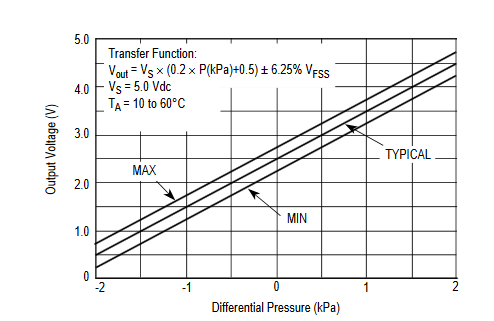 5.0
Transfer Function:
Vout = VS × (0.2 × P(kPa)+0.5) ± 6.25% VFSS
VS = 5.0 Vdc
TA = 10 to 60°C
4.0
3.0
2.0
1.0
0
Output Voltage (V)
MAX
TYPICAL
MIN
-2
-1
0
1
2
Differential Pressure (kPa)